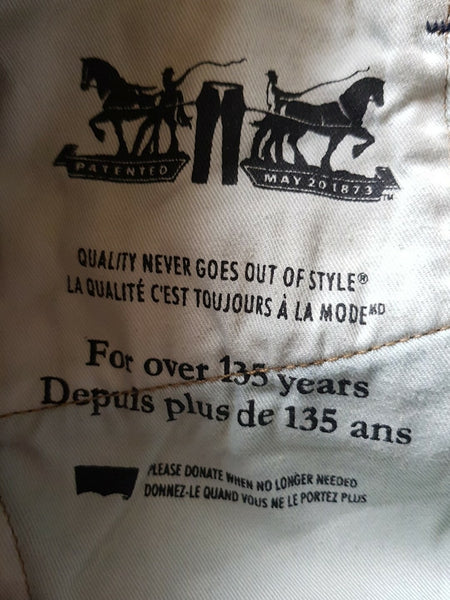 PATENTED
MAY 20 1873™
QUALITY NEVER GOES OUT OF STYLE®
LA QUALITÉ C'EST TOUJOURS À LA MODE MD
For over 135 years
Depuis plus de 135 ans
PLEASE DONATE WHEN NO LONGER NEEDED
DONNEZ-LE QUAND VOUS NE LE PORTEZ PLUS